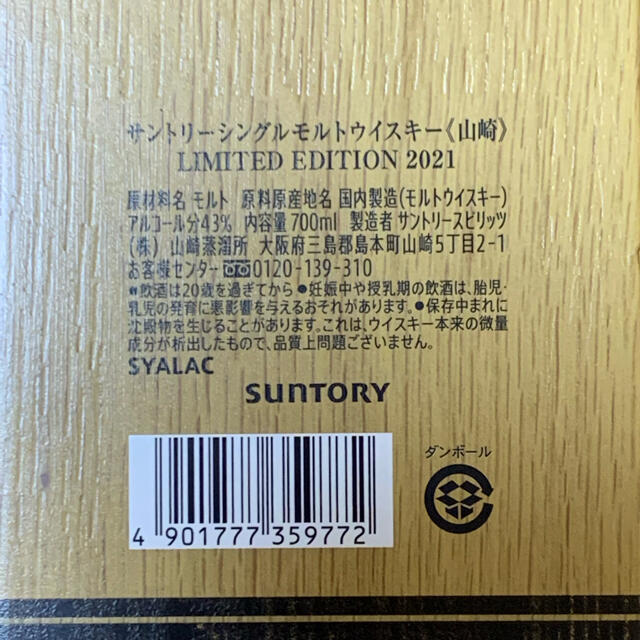 サントリーシングルモルトウイスキー《山崎》
LIMITED EDITION 2021
原材料名 モルト 原料原産地名 国内製造(モルトウイスキー)
アルコール分43% 内容量700ml 製造者 サントリースピリッツ
(株) 山崎蒸溜所 大阪府三島郡島本町山崎5丁目2-1
お客様センター 0120-139-310
●飲酒は20歳を過ぎてから ●妊娠中や授乳期の飲酒は、胎児・
乳児の発育に悪影響を与えるおそれがあります。●保存中まれに
沈殿物を生じることがあります。これは、ウイスキー本来の微量
成分が析出したもので、品質上問題ございません。
SYALAC
SUNTORY
ダンボール
4 901777 359772